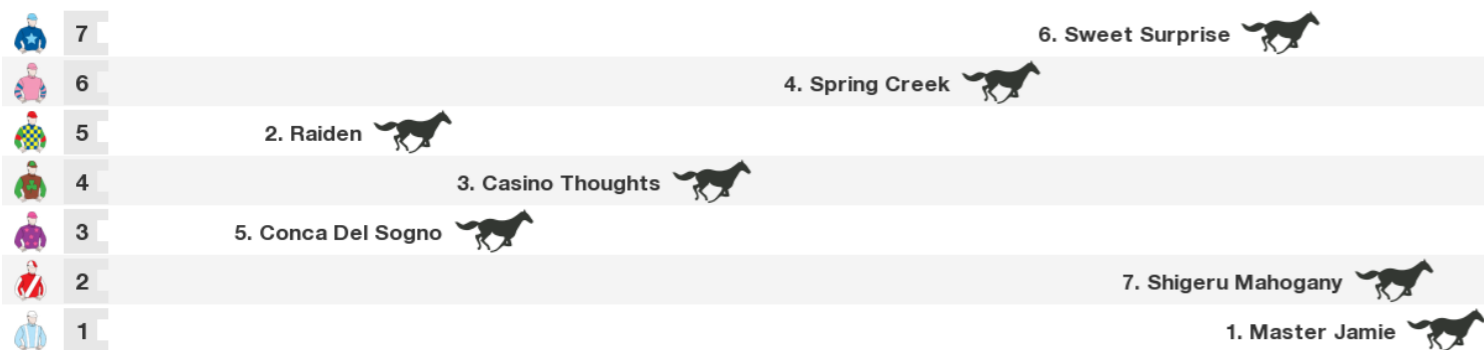 7 6. Sweet Surprise
6 4. Spring Creek
5 2. Raiden
4 3. Casino Thoughts
3 5. Conca Del Sogno
2 7. Shigeru Mahogany
1 1. Master Jamie